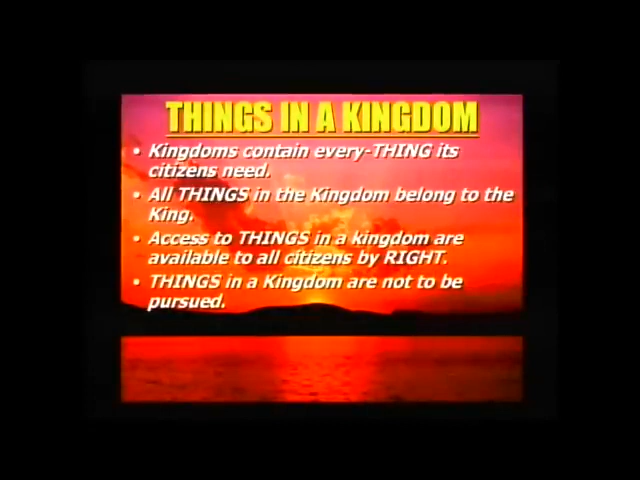 THINGS IN A KINGDOM
• Kingdoms contain every-THING its
citizens need.
• All THINGS in the Kingdom belong to the
King.
• Access to THINGS in a kingdom are
available to all citizens by RIGHT.
• THINGS in a Kingdom are not to be
pursued.